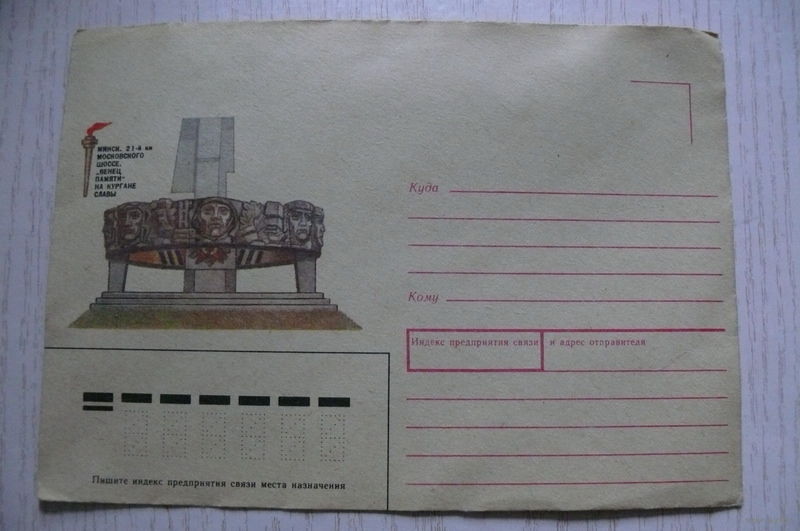 МИНСК. 21-й км
МОСКОВСКОГО
ШОССЕ.
„ВЕНЕЦ
ПАМЯТИ“
НА КУРГАНЕ
СЛАВЫ
Куда
Кому
Индекс предприятия связи и адрес отправителя
Пишите индекс предприятия связи места назначения